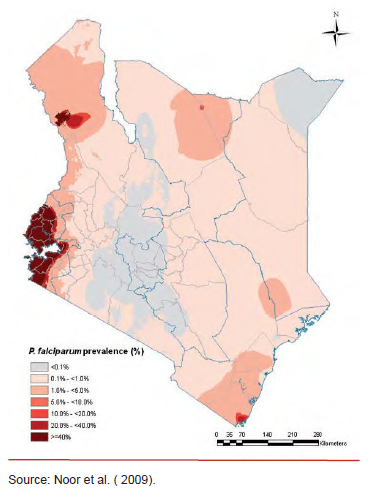 N
P. falciparum prevalence (%)
<0.1%
0.1% - <1.0%
1.0% - <5.0%
5.0% - <10.0%
10.0% - <20.0%
20.0% - <40.0%
>=40%
0 35 70 140 210 280
Kilometers
Source: Noor et al. ( 2009).